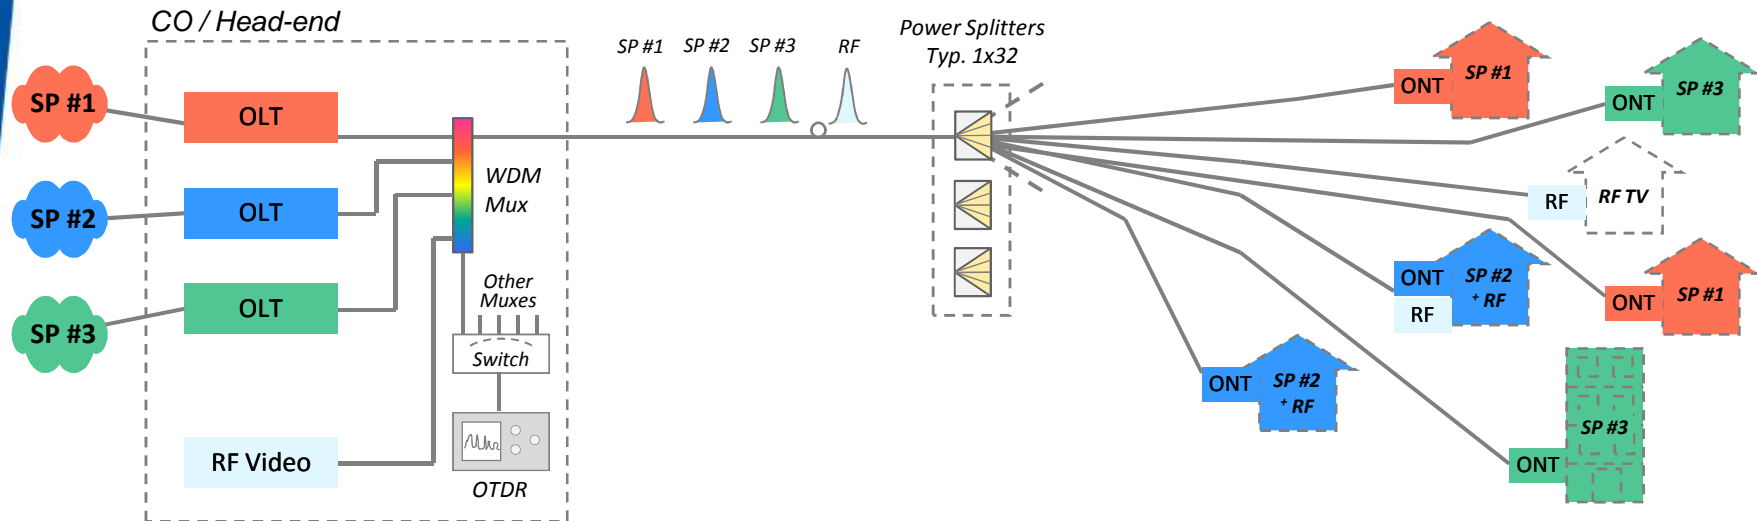 CO / Head-end
SP #1
OLT
SP #2
OLT
SP #3
OLT
RF Video
WDM
Mux
Other
Muxes
Switch
OTDR
SP #1
SP #2
SP #3
RF
Power Splitters
Typ. 1x32
ONT
SP #1
ONT
SP #3
RF
RF TV
ONT
SP #2
+ RF
RF
ONT
SP #1
ONT
SP #2
+ RF
ONT
SP #3